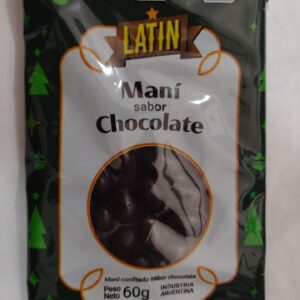 LATIN
Maní
sabor
Chocolate
Maní confitado sabor chocolate
Peso
Neto 60g
INDUSTRIA
ARGENTINA